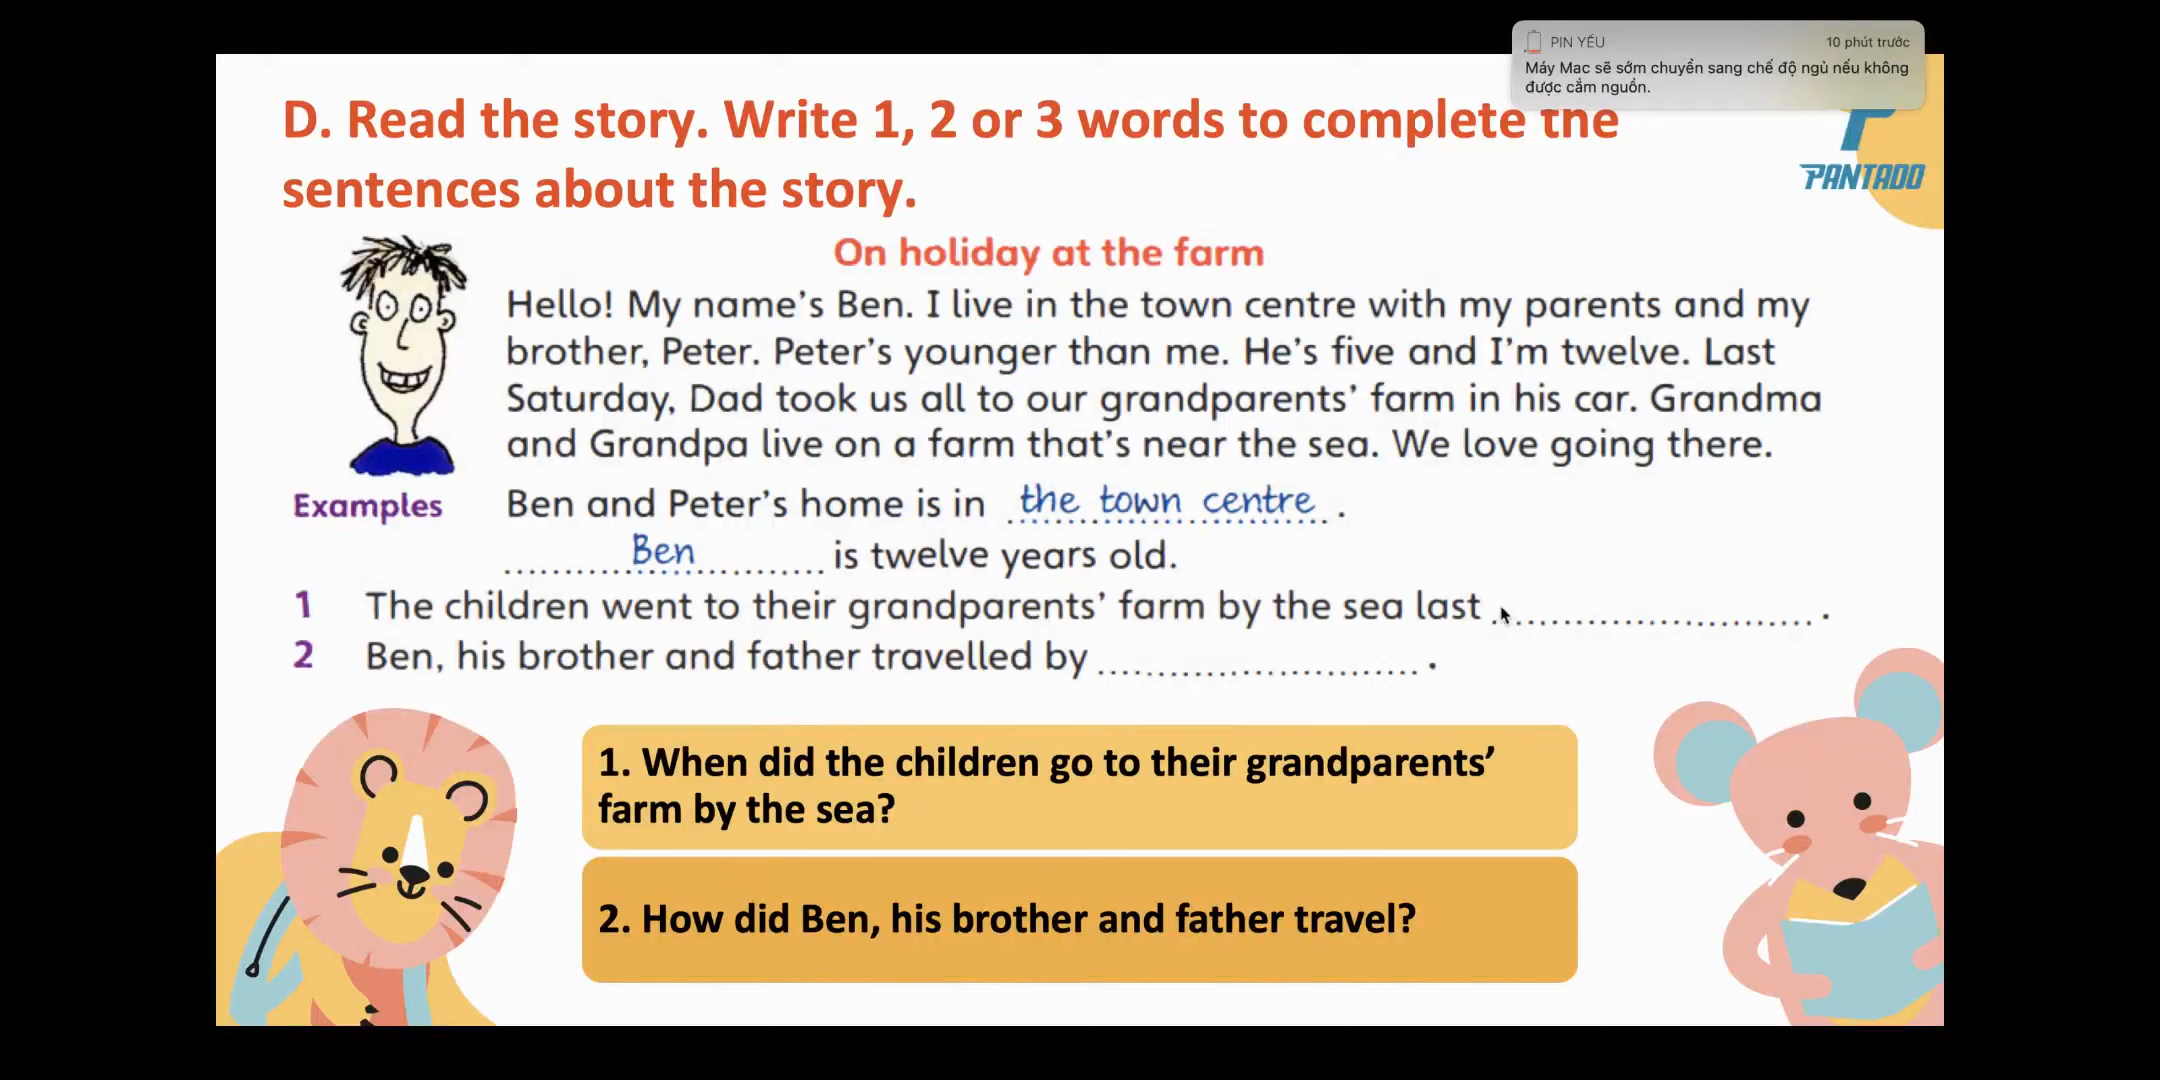 PIN YẾU
10 phút trước
Máy Mac sẽ sớm chuyển sang chế độ ngủ nếu không
được cắm nguồn.
D. Read the story. Write 1, 2 or 3 words to complete the
sentences about the story.
PANTADO
On holiday at the farm
Hello! My name's Ben. I live in the town centre with my parents and my
brother, Peter. Peter's younger than me. He's five and I'm twelve. Last
Saturday, Dad took us all to our grandparents' farm in his car. Grandma
and Grandpa live on a farm that's near the sea. We love going there.
Examples Ben and Peter's home is in the town centre .
Ben is twelve years old.
1 The children went to their grandparents' farm by the sea last .
2 Ben, his brother and father travelled by .
1. When did the children go to their grandparents'
farm by the sea?
2. How did Ben, his brother and father travel?